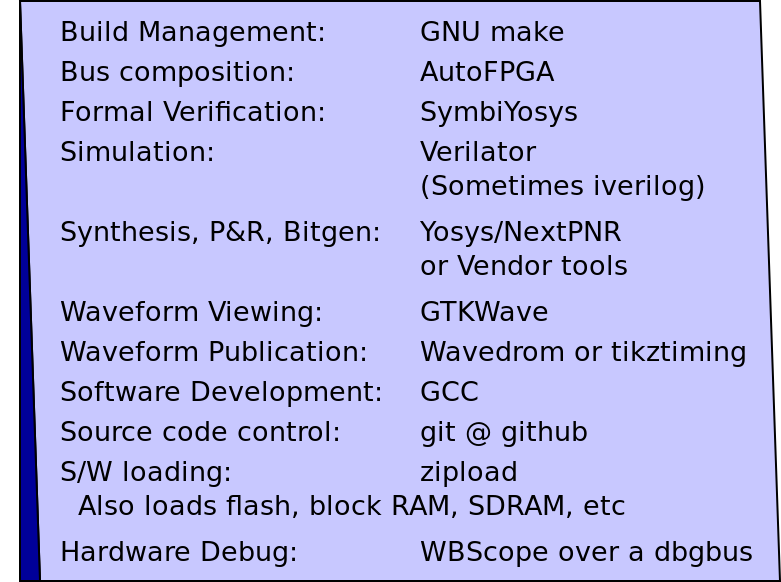 Build Management: GNU make
Bus composition: AutoFPGA
Formal Verification: SymbiYosys
Simulation: Verilator
(Sometimes iverilog)
Synthesis, P&R, Bitgen: Yosys/NextPNR
or Vendor tools
Waveform Viewing: GTKWave
Waveform Publication: Wavedrom or tikztiming
Software Development: GCC
Source code control: git @ github
S/W loading: zipload
Also loads flash, block RAM, SDRAM, etc
Hardware Debug: WBScope over a dbgbus